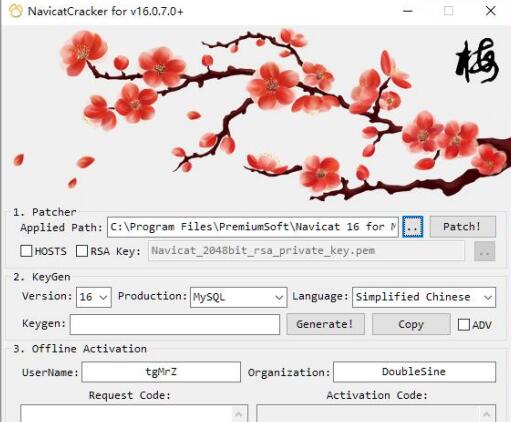 NavicatCracker for v16.0.7.0+
梅
1. Patcher
Applied Path: C:\Program Files\PremiumSoft\Navicat 16 for M .. Patch!
HOSTS RSA Key: Navicat_2048bit_rsa_private_key.pem ..
2. KeyGen
Version: 16 Production: MySQL Language: Simplified Chinese
Keygen: Generate! Copy ADV
3. Offline Activation
UserName: tgMrZ Organization: DoubleSine
Request Code: Activation Code: